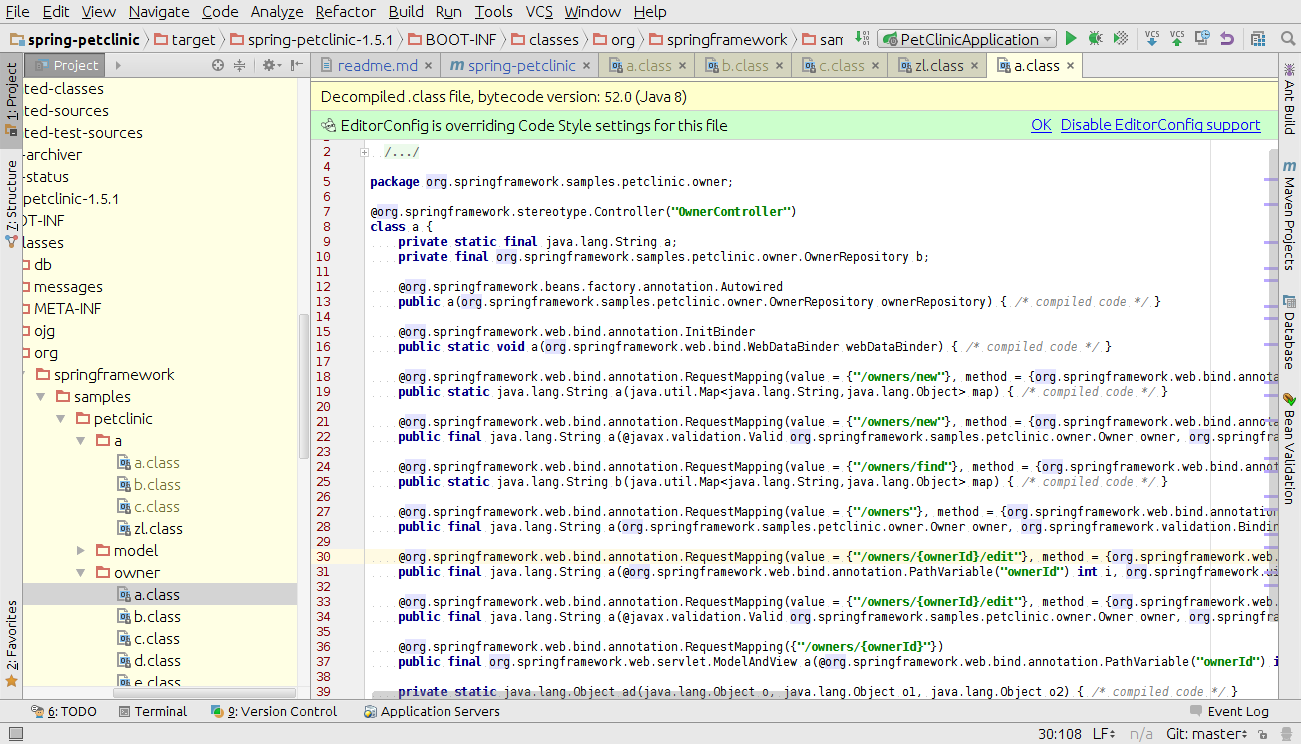 File Edit View Navigate Code Analyze Refactor Build Run Tools VCS Window Help
spring-petclinic target spring-petclinic-1.5.1 BOOT-INF classes org springframework PetClinicApplication VCS VCS
Project readme.md × spring-petclinic × a.class × b.class × c.class × zl.class × a.class ×
1: Project
7: Structure
2: Favorites
ted-classes
ted-sources
ted-test-sources
-archiver
-status
petclinic-1.5.1
OT-INF
lasses
db
messages
META-INF
ojg
org
springframework
samples
petclinic
a
a.class
b.class
c.class
zl.class
model
owner
a.class
b.class
c.class
d.class
e.class
Decompiled .class file, bytecode version: 52.0 (Java 8)
EditorConfig is overriding Code Style settings for this file OK Disable EditorConfig support
2 /.../
4
5 package org.springframework.samples.petclinic.owner;
6
7 @org.springframework.stereotype.Controller("OwnerController")
8 class a {
9 private static final java.lang.String a;
10 private final org.springframework.samples.petclinic.owner.OwnerRepository b;
11
12 @org.springframework.beans.factory.annotation.Autowired
13 public a(org.springframework.samples.petclinic.owner.OwnerRepository ownerRepository) { /* compiled code */ }
14
15 @org.springframework.web.bind.annotation.InitBinder
16 public static void a(org.springframework.web.bind.WebDataBinder webDataBinder) { /* compiled code */ }
17
18 @org.springframework.web.bind.annotation.RequestMapping(value = {"/owners/new"}, method = {org.springframework.web.bind.annota
19 public static java.lang.String a(java.util.Map<java.lang.String,java.lang.Object> map) { /* compiled code */ }
20
21 @org.springframework.web.bind.annotation.RequestMapping(value = {"/owners/new"}, method = {org.springframework.web.bind.annota
22 public final java.lang.String a(@javax.validation.Valid org.springframework.samples.petclinic.owner.Owner owner, org.springfra
23
24 @org.springframework.web.bind.annotation.RequestMapping(value = {"/owners/find"}, method = {org.springframework.web.bind.annot
25 public static java.lang.String b(java.util.Map<java.lang.String,java.lang.Object> map) { /* compiled code */ }
26
27 @org.springframework.web.bind.annotation.RequestMapping(value = {"/owners"}, method = {org.springframework.web.bind.annotation
28 public final java.lang.String a(org.springframework.samples.petclinic.owner.Owner owner, org.springframework.validation.Bindin
29
30 @org.springframework.web.bind.annotation.RequestMapping(value = {"/owners/{ownerId}/edit"}, method = {org.springframework.web.
31 public final java.lang.String a(@org.springframework.web.bind.annotation.PathVariable("ownerId") int i, org.springframework.ui
32
33 @org.springframework.web.bind.annotation.RequestMapping(value = {"/owners/{ownerId}/edit"}, method = {org.springframework.web.
34 public final java.lang.String a(@javax.validation.Valid org.springframework.samples.petclinic.owner.Owner owner, org.springfra
35
36 @org.springframework.web.bind.annotation.RequestMapping({"/owners/{ownerId}"})
37 public final org.springframework.web.servlet.ModelAndView a(@org.springframework.web.bind.annotation.PathVariable("ownerId") i
38
39 private static java.lang.Object ad(java.lang.Object o, java.lang.Object o1, java.lang.Object o2) { /* compiled code */ }
Ant Build
Maven Projects
Database
Bean Validation
6: TODO Terminal 9: Version Control Application Servers Event Log
30:108 LF n/a Git: master